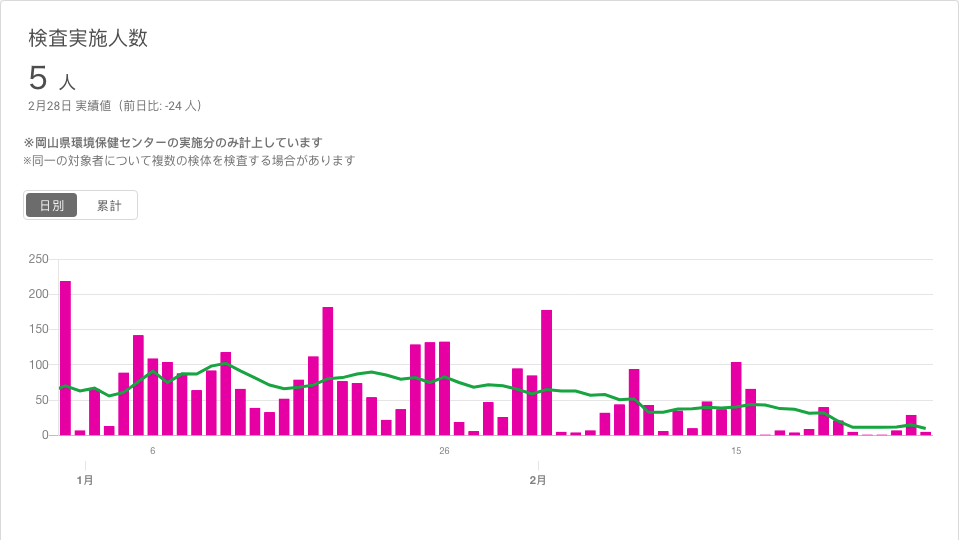 検査実施人数
5 人
2月28日 実績値（前日比: -24 人）
※岡山県環境保健センターの実施分のみ計上しています
※同一の対象者について複数の検体を検査する場合があります
日別 累計
250
200
150
100
50
0
6 26 15
1月 2月